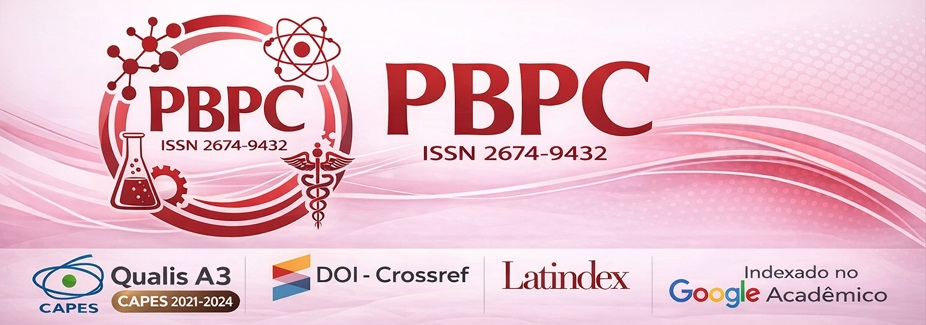 PBPC
ISSN 2674-9432
PBPC
ISSN 2674-9432
CAPES
Qualis A3
CAPES 2021-2024
DOI - Crossref
Latindex
Indexado no
Google Acadêmico